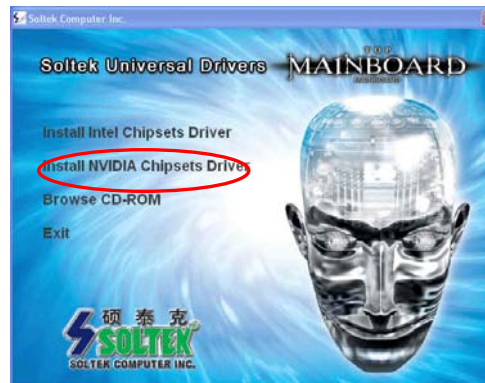 Soltek Computer Inc.
Soltek Universal Drivers
TOP
MAINBOARD
Install Intel Chipsets Driver
Install NVIDIA Chipsets Driver
Browse CD-ROM
Exit
硕泰克
SOLTEK
SOLTEK COMPUTER INC.